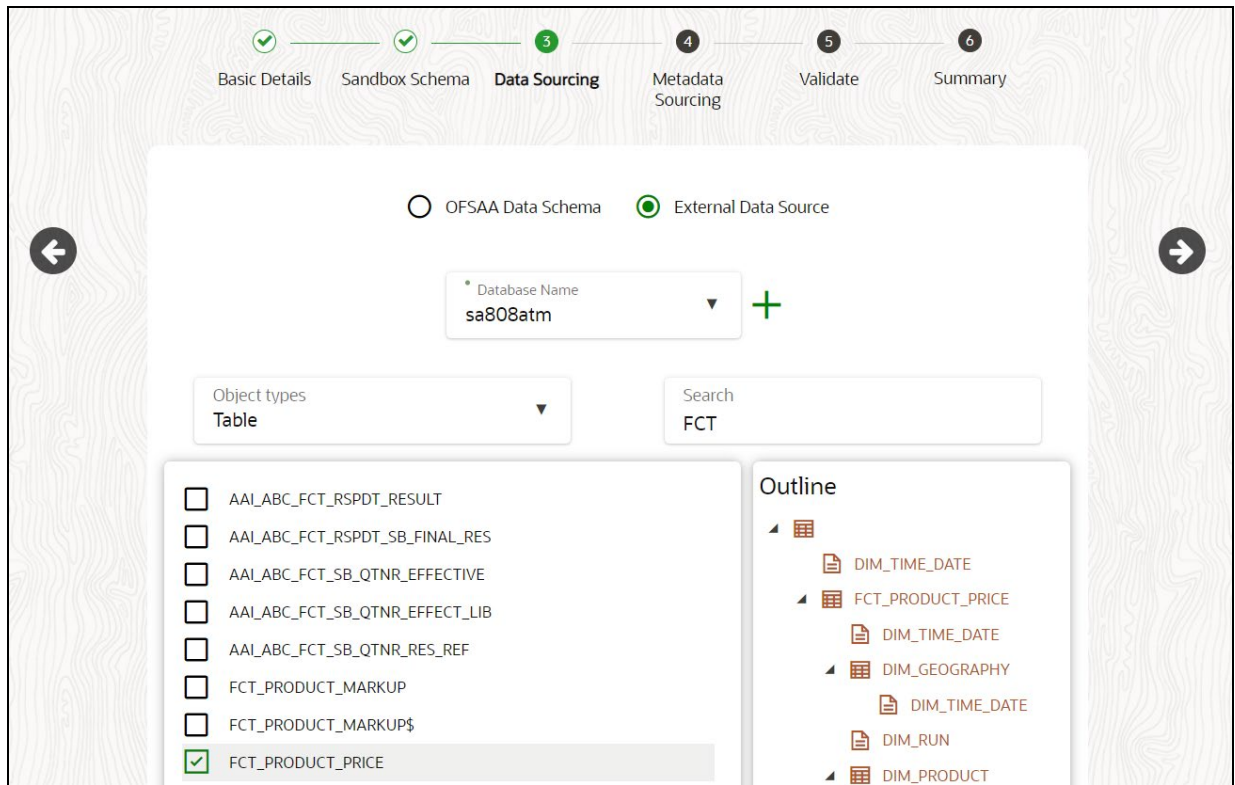 3 4 5 6
Basic Details Sandbox Schema Data Sourcing Metadata Sourcing Validate Summary
OFSAA Data Schema External Data Source
Database Name
sa808atm
Object types
Table
Search
FCT
AAI_ABC_FCT_RSPDT_RESULT
AAI_ABC_FCT_RSPDT_SB_FINAL_RES
AAI_ABC_FCT_SB_QTNR_EFFECTIVE
AAI_ABC_FCT_SB_QTNR_EFFECT_LIB
AAI_ABC_FCT_SB_QTNR_RES_REF
FCT_PRODUCT_MARKUP
FCT_PRODUCT_MARKUP$
FCT_PRODUCT_PRICE
Outline
DIM_TIME_DATE
FCT_PRODUCT_PRICE
DIM_TIME_DATE
DIM_GEOGRAPHY
DIM_TIME_DATE
DIM_RUN
DIM_PRODUCT